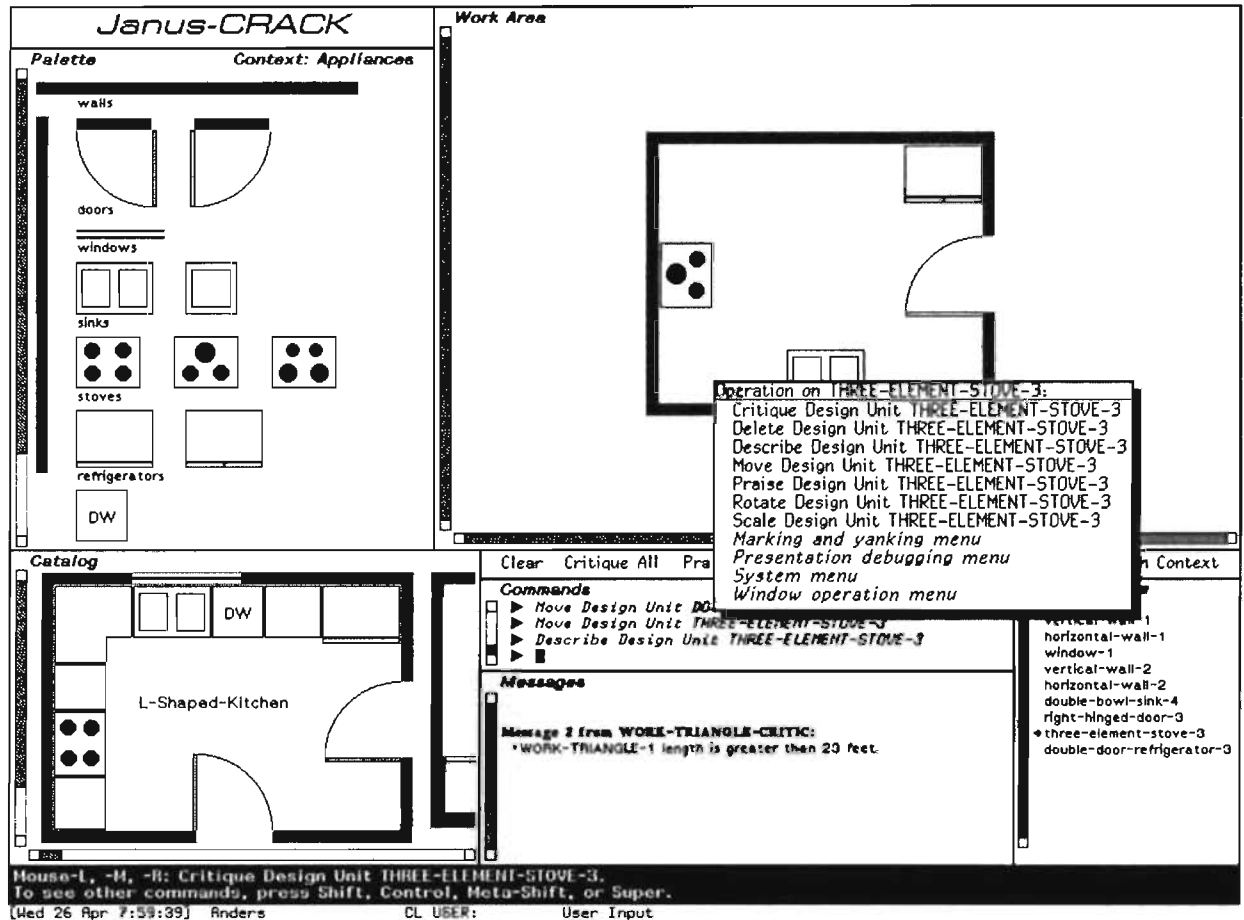 Janus-CRACK
Palette
Context: Appliances
walls
doors
windows
sinks
stoves
refrigerators
DW
Work Area
Operation on THREE-ELEMENT-STOVE-3:
Critique Design Unit THREE-ELEMENT-STOVE-3
Delete Design Unit THREE-ELEMENT-STOVE-3
Describe Design Unit THREE-ELEMENT-STOVE-3
Move Design Unit THREE-ELEMENT-STOVE-3
Praise Design Unit THREE-ELEMENT-STOVE-3
Rotate Design Unit THREE-ELEMENT-STOVE-3
Scale Design Unit THREE-ELEMENT-STOVE-3
Marking and yanking menu
Presentation debugging menu
System menu
Window operation menu
Catalog
DW
L-Shaped-Kitchen
Clear Critique All Context
Commands
Move Design Unit
Move Design Unit THREE-ELEMENT-STOVE-3
Describe Design Unit THREE-ELEMENT-STOVE-3
Messages
Message 2 from WORK-TRIANGLE-CRITIC:
•WORK-TRIANGLE-1 length is greater than 23 feet.
vertical-wall-1
horizontal-wall-1
window-1
vertical-wall-2
horizontal-wall-2
double-bowl-sink-4
right-hinged-door-3
three-element-stove-3
double-door-refrigerator-3
Mouse-L, -M, -R: Critique Design Unit THREE-ELEMENT-STOVE-3.
To see other commands, press Shift, Control, Meta-Shift, or Super.
[Wed 26 Apr 7:59:39] Anders CL USER: User Input